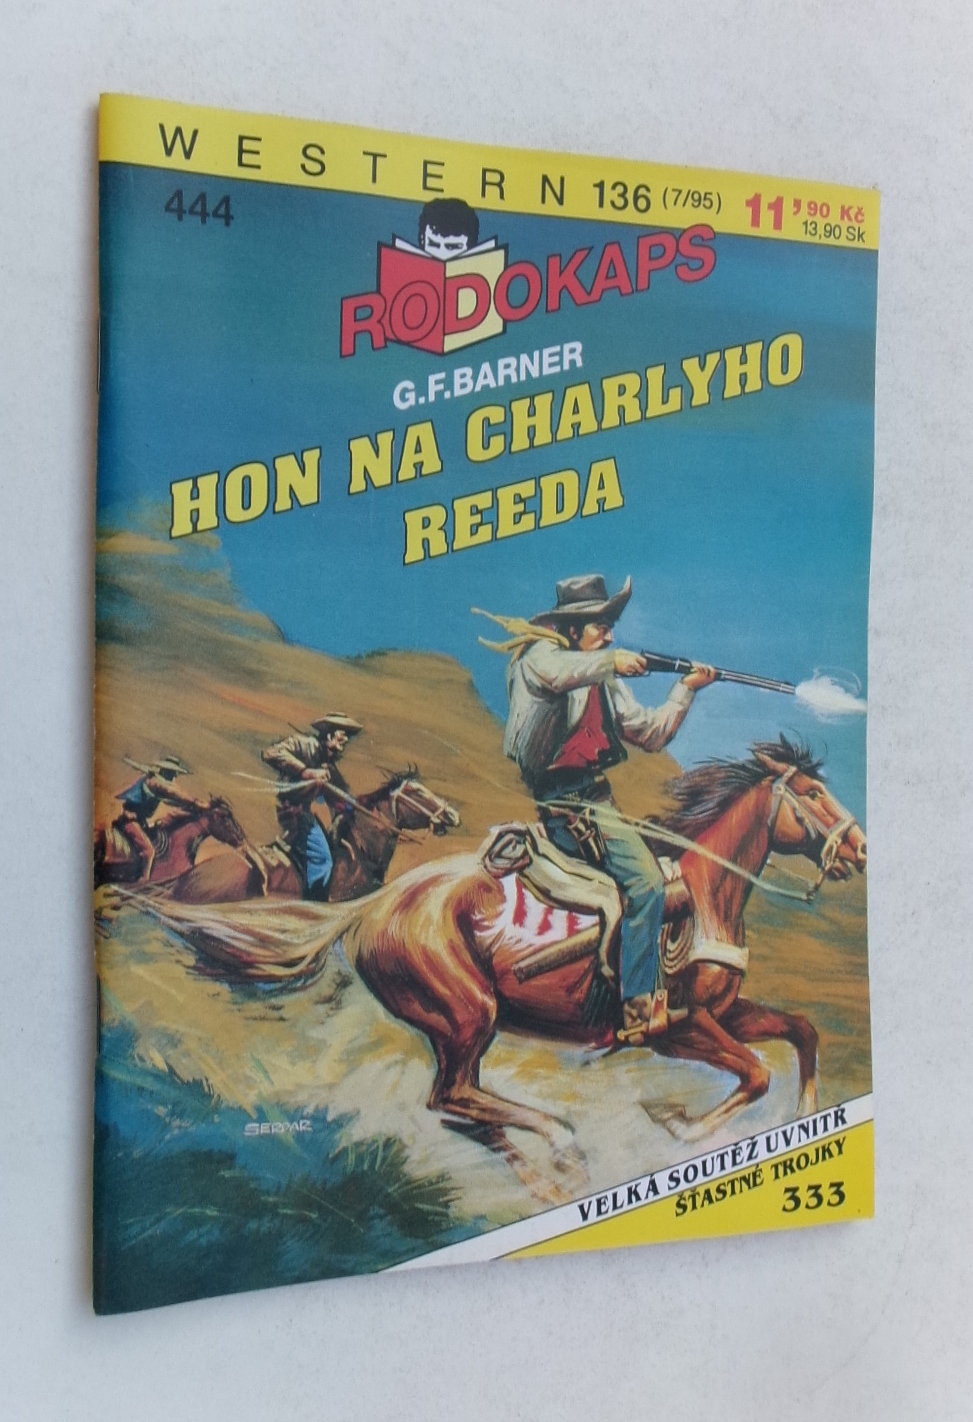 WESTERN 136 (7/95) 11,90 Kč
13,90 Sk
444
RODOKAPS
G.F.BARNER
HON NA CHARLYHO
REEDA
SERPAR
VELKÁ SOUTĚŽ UVNITŘ
ŠŤASTNÉ TROJKY
333